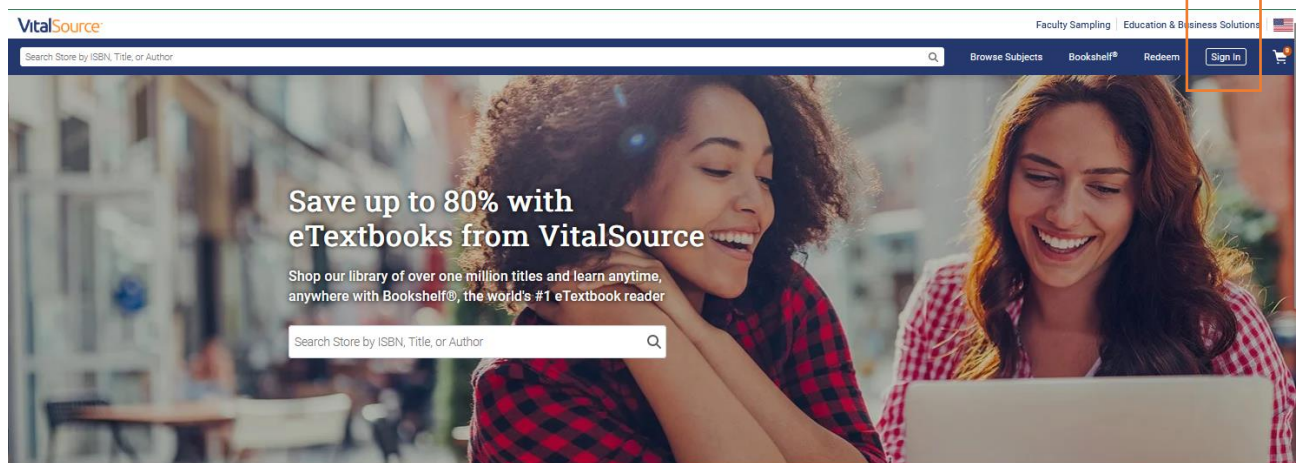 VitalSource
Faculty Sampling Education & Business Solutions
Search Store by ISBN, Title, or Author
Browse Subjects Bookshelf® Redeem Sign In
Save up to 80% with
eTextbooks from VitalSource
Shop our library of over one million titles and learn anytime,
anywhere with Bookshelf®, the world's #1 eTextbook reader
Search Store by ISBN, Title, or Author